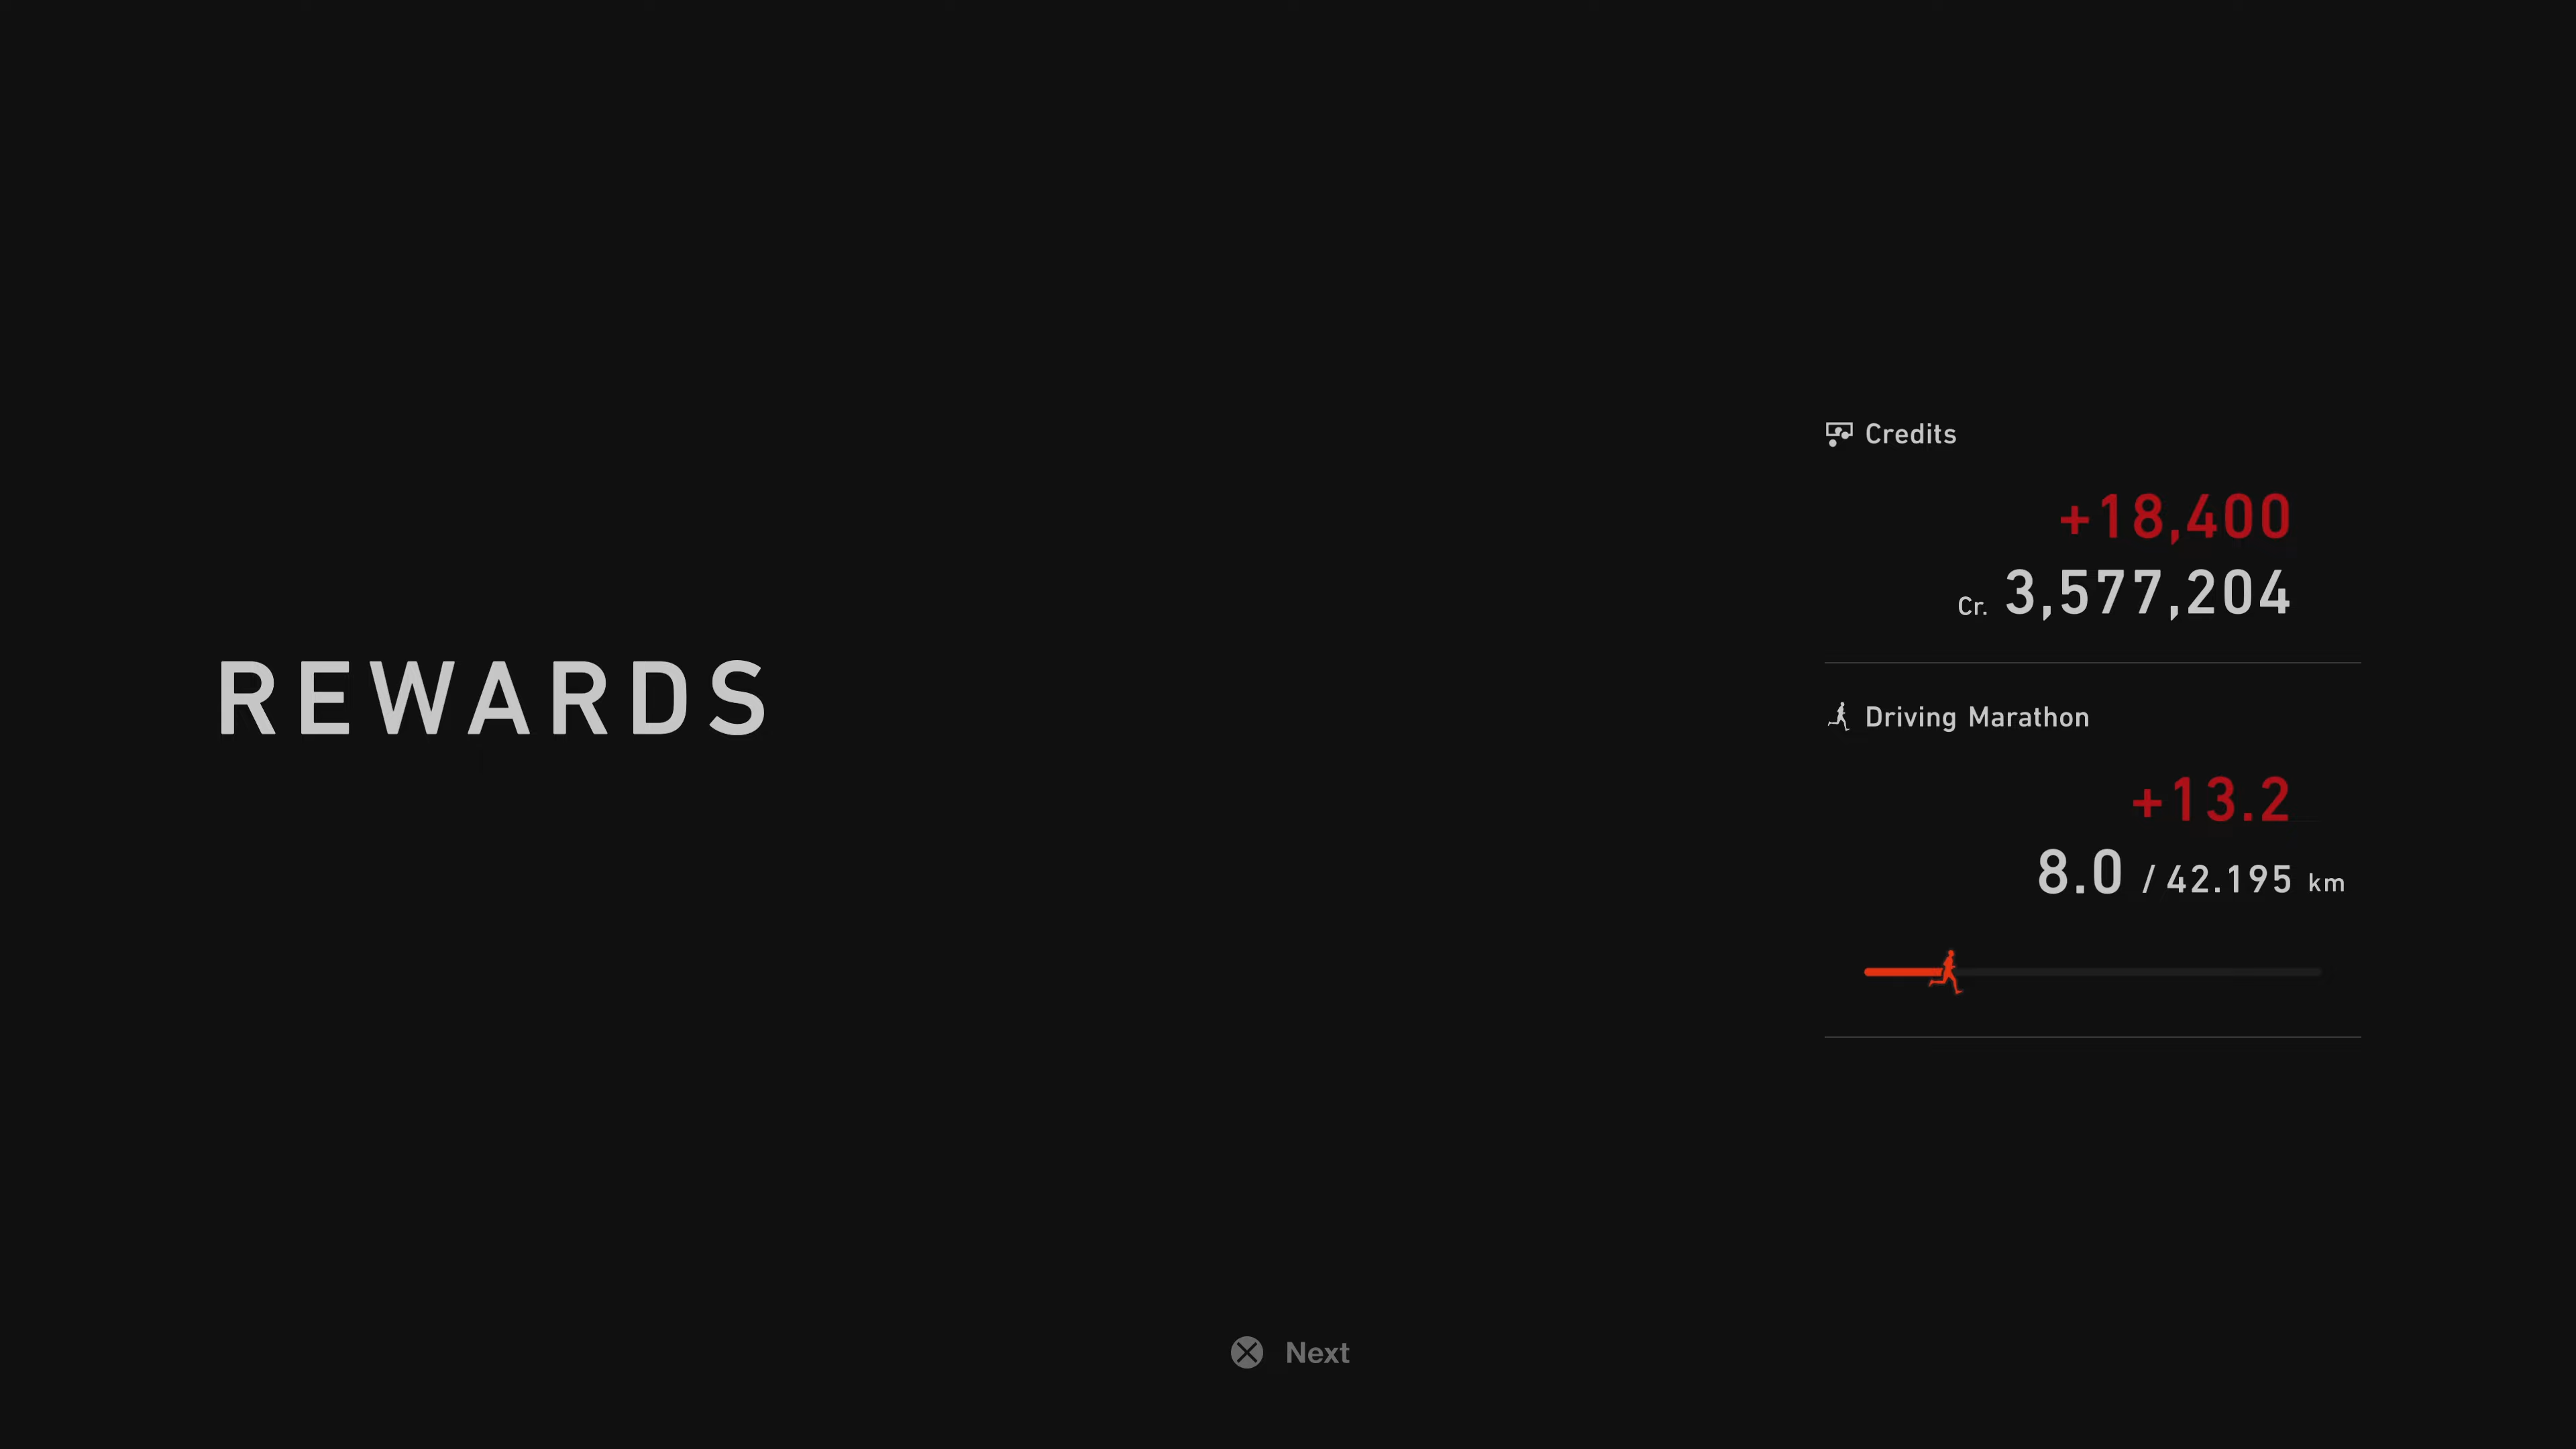 REWARDS
Credits
+18,400
Cr. 3,577,204
Driving Marathon
+13.2
8.0 / 42.195 km
Next